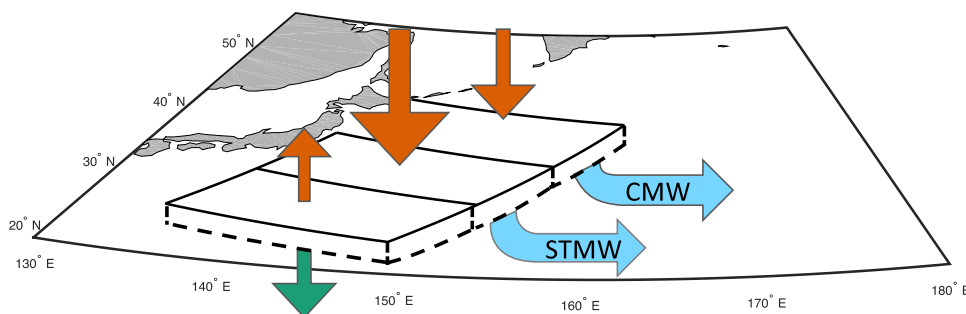 50° N
40° N
30° N
20° N
130° E
140° E
150° E
160° E
170° E
180° E
CMW
STMW